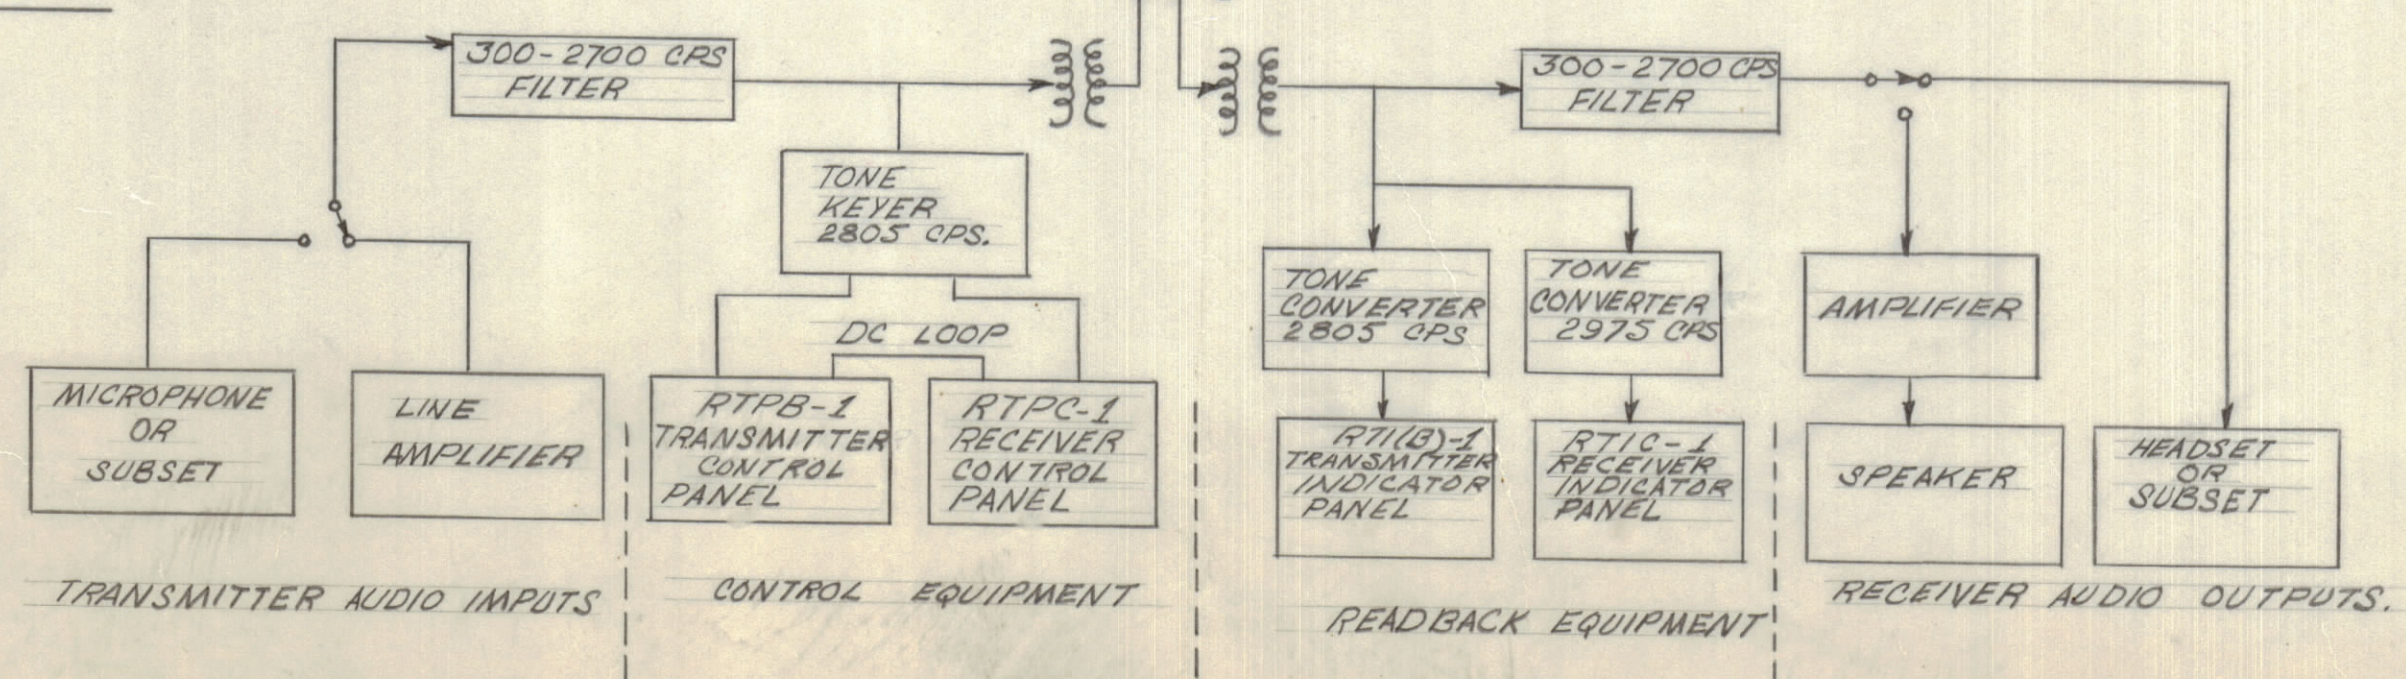 300-2700 CPS
FILTER
300-2700 CPS
FILTER
TONE
KEYER
2805 CPS.
DC LOOP
TONE
CONVERTER
2805 CPS
TONE
CONVERTER
2975 CPS
AMPLIFIER
MICROPHONE
OR
SUBSET
LINE
AMPLIFIER
RTPB-1
TRANSMITTER
CONTROL
PANEL
RTPC-1
RECEIVER
CONTROL
PANEL
RTI(B)-1
TRANSMITTER
INDICATOR
PANEL
RTIC-1
RECEIVER
INDICATOR
PANEL
SPEAKER
HEADSET
OR
SUBSET
TRANSMITTER AUDIO IMPUTS
CONTROL EQUIPMENT
READBACK EQUIPMENT
RECEIVER AUDIO OUTPUTS.